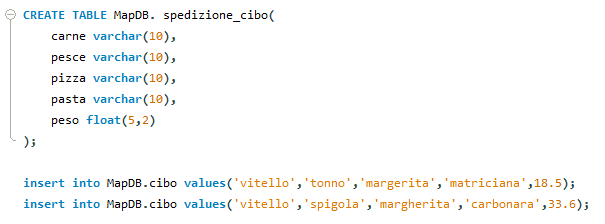 CREATE TABLE MapDB. spedizione_cibo(
carne varchar(10),
pesce varchar(10),
pizza varchar(10),
pasta varchar(10),
peso float(5,2)
);
insert into MapDB.cibo values('vitello','tonno','margerita','matriciana',18.5);
insert into MapDB.cibo values('vitello','spigola','margherita','carbonara',33.6);